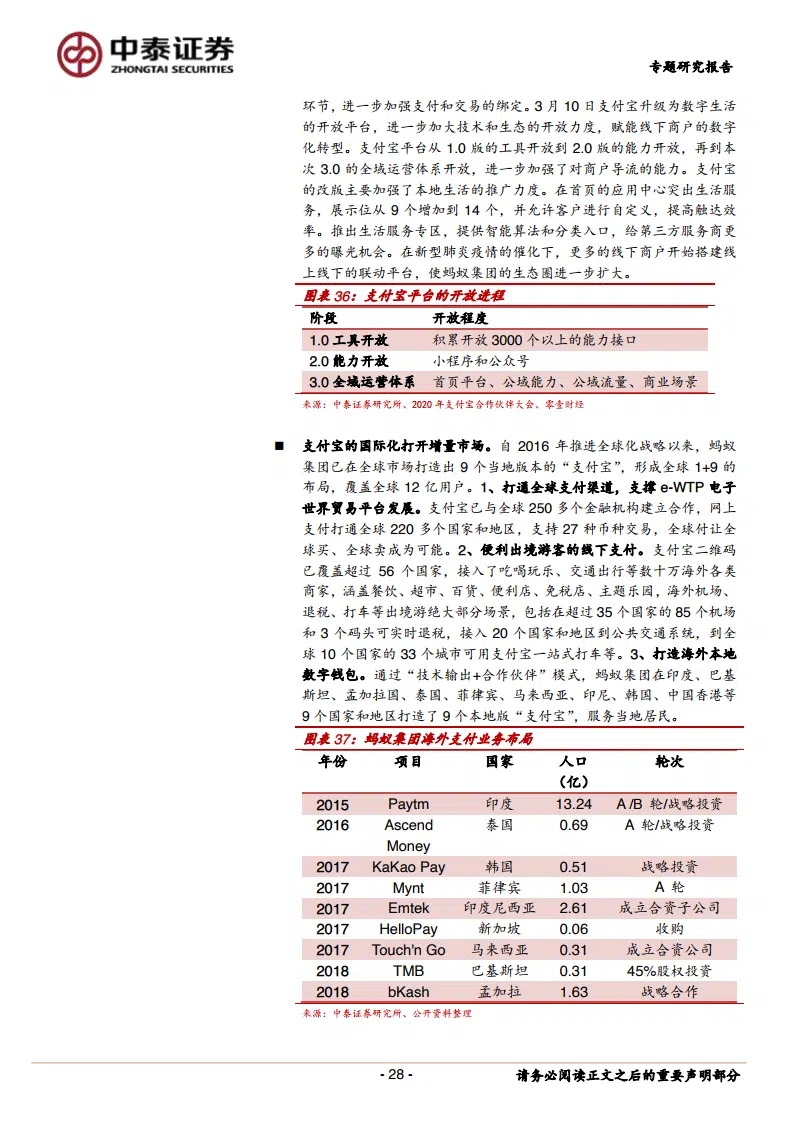 中泰证券
ZHONGTAI SECURITIES
专题研究报告
环节，进一步加强支付和交易的绑定。3 月 10 日支付宝升级为数字生活
的开放平台，进一步加大技术和生态的开放力度，赋能线下商户的数字
化转型。支付宝平台从 1.0 版的工具开放到 2.0 版的能力开放，再到本
次 3.0 的全域运营体系开放，进一步加强了对商户导流的能力。支付宝
的改版主要加强了本地生活的推广力度。在首页的应用中心突出生活服
务，展示位从 9 个增加到 14 个，并允许客户进行自定义，提高触达效
率。推出生活服务专区，提供智能算法和分类入口，给第三方服务商更
多的曝光机会。在新型肺炎疫情的催化下，更多的线下商户开始搭建线
上线下的联动平台，使蚂蚁集团的生态圈进一步扩大。
图表 36：支付宝平台的开放进程
阶段 开放程度
1.0 工具开放 积累开放 3000 个以上的能力接口
2.0 能力开放 小程序和公众号
3.0 全域运营体系 首页平台、公域能力、公域流量、商业场景
来源：中泰证券研究所、2020 年支付宝合作伙伴大会、零壹财经
■ 支付宝的国际化打开增量市场。自 2016 年推进全球化战略以来，蚂蚁
集团已在全球市场打造出 9 个当地版本的“支付宝”，形成全球 1+9 的
布局，覆盖全球 12 亿用户。1、打通全球支付渠道，支撑 e-WTP 电子
世界贸易平台发展。支付宝已与全球 250 多个金融机构建立合作，网上
支付打通全球 220 多个国家和地区，支持 27 种币种交易，全球付让全
球买、全球卖成为可能。2、便利出境游客的线下支付。支付宝二维码
已覆盖超过 56 个国家，接入了吃喝玩乐、交通出行等数十万海外各类
商家，涵盖餐饮、超市、百货、便利店、免税店、主题乐园，海外机场、
退税、打车等出境游绝大部分场景，包括在超过 35 个国家的 85 个机场
和 3 个码头可实时退税，接入 20 个国家和地区到公共交通系统，到全
球 10 个国家的 33 个城市可用支付宝一站式打车等。3、打造海外本地
数字钱包。通过“技术输出+合作伙伴”模式，蚂蚁集团在印度、巴基
斯坦、孟加拉国、泰国、菲律宾、马来西亚、印尼、韩国、中国香港等
9 个国家和地区打造了 9 个本地版“支付宝”，服务当地居民。
图表 37：蚂蚁集团海外支付业务布局
年份 项目 国家 人口 轮次
（亿）
2015 Paytm 印度 13.24 A /B 轮/战略投资
2016 Ascend 泰国 0.69 A 轮/战略投资
Money
2017 KaKao Pay 韩国 0.51 战略投资
2017 Mynt 菲律宾 1.03 A 轮
2017 Emtek 印度尼西亚 2.61 成立合资子公司
2017 HelloPay 新加坡 0.06 收购
2017 Touch'n Go 马来西亚 0.31 成立合资公司
2018 TMB 巴基斯坦 0.31 45%股权投资
2018 bKash 孟加拉 1.63 战略合作
来源：中泰证券研究所、公开资料整理
- 28 -
请务必阅读正文之后的重要声明部分